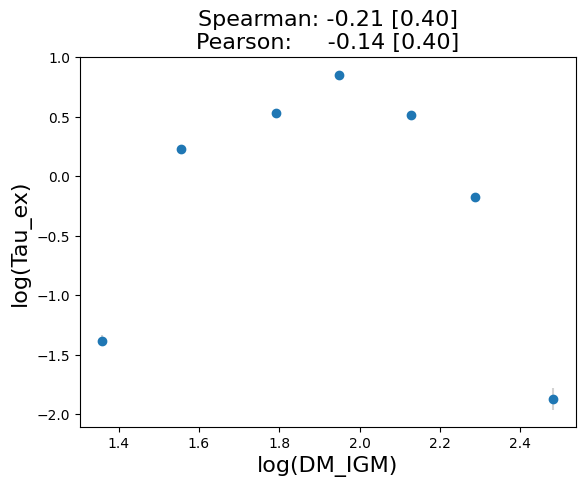 Spearman: -0.21 [0.40]
Pearson: -0.14 [0.40]
1.0
0.5
0.0
−0.5
−1.0
−1.5
−2.0
log(Tau_ex)
1.4 1.6 1.8 2.0 2.2 2.4
log(DM_IGM)